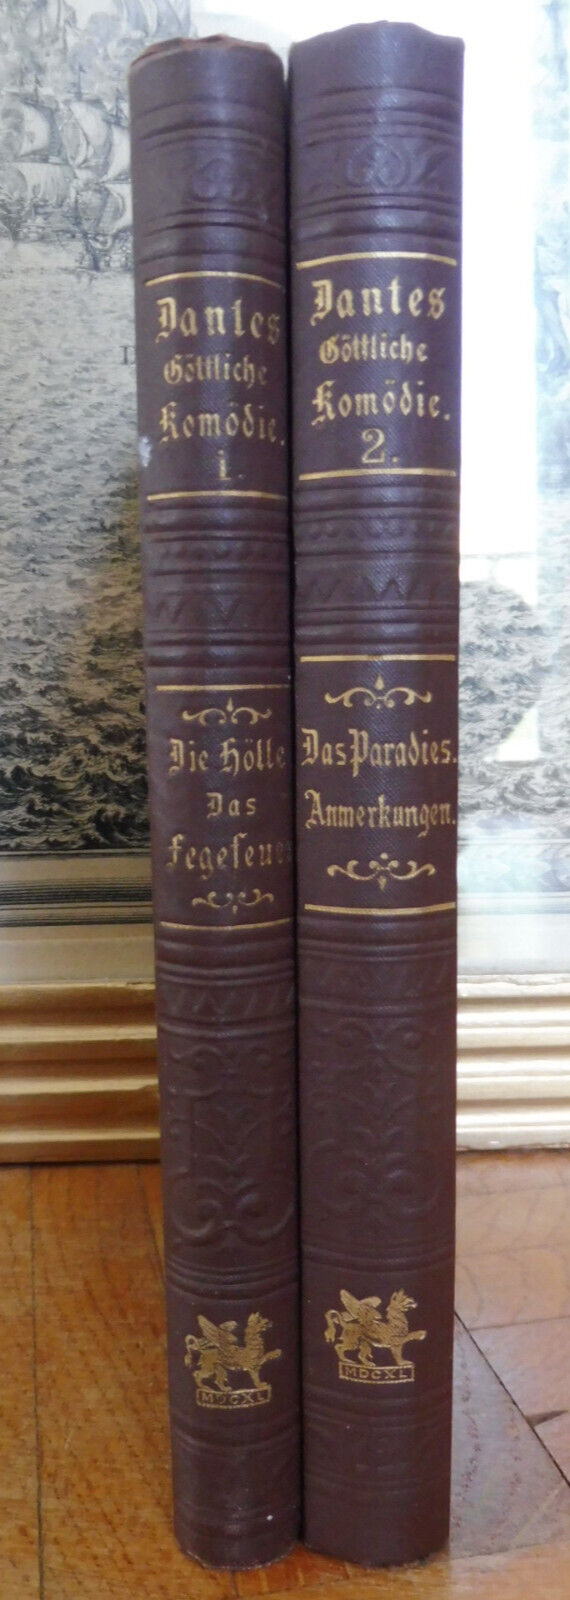 Dantes
Göttliche
Komödie.
1.
Die Hölle
Das
Fegefeuer
MDCXL
Dantes
Göttliche
Komödie.
2.
Das Paradies.
Anmerkungen.
MDCXL